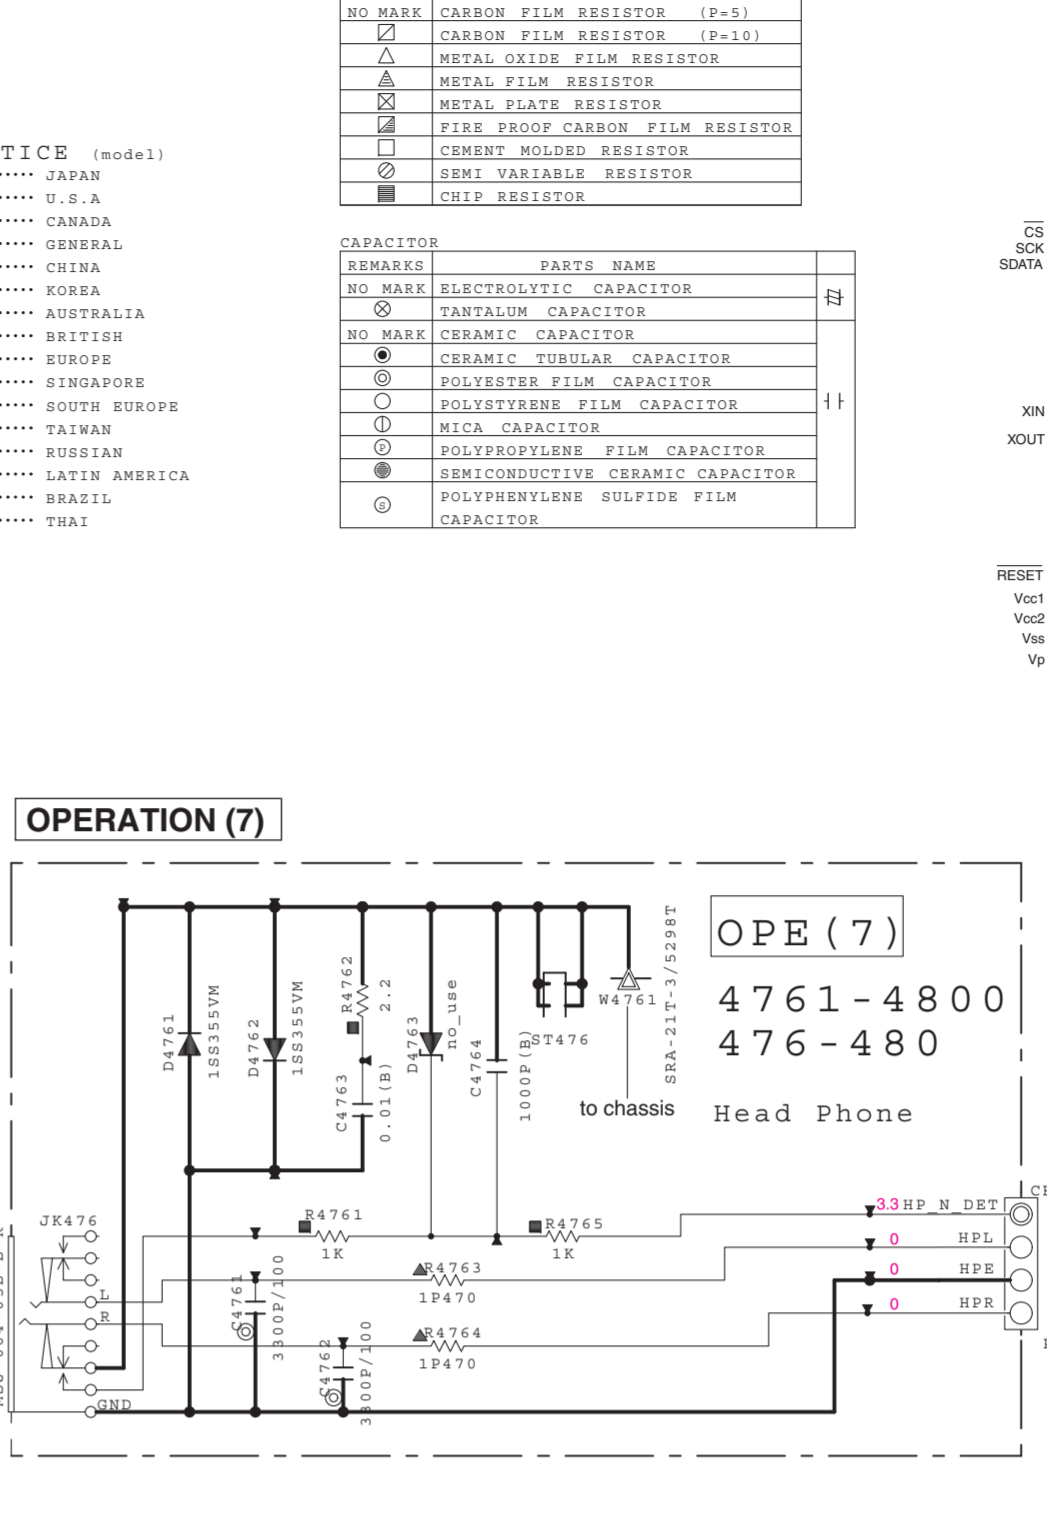 NO MARK CARBON FILM RESISTOR (P=5)
CARBON FILM RESISTOR (P=10)
METAL OXIDE FILM RESISTOR
METAL FILM RESISTOR
METAL PLATE RESISTOR
FIRE PROOF CARBON FILM RESISTOR
CEMENT MOLDED RESISTOR
SEMI VARIABLE RESISTOR
CHIP RESISTOR
TICE (model)
JAPAN
U.S.A
CANADA
GENERAL
CHINA
KOREA
AUSTRALIA
BRITISH
EUROPE
SINGAPORE
SOUTH EUROPE
TAIWAN
RUSSIAN
LATIN AMERICA
BRAZIL
THAI
CAPACITOR
REMARKS PARTS NAME
NO MARK ELECTROLYTIC CAPACITOR
TANTALUM CAPACITOR
NO MARK CERAMIC CAPACITOR
CERAMIC TUBULAR CAPACITOR
POLYESTER FILM CAPACITOR
POLYSTYRENE FILM CAPACITOR
MICA CAPACITOR
P POLYPROPYLENE FILM CAPACITOR
SEMICONDUCTIVE CERAMIC CAPACITOR
S POLYPHENYLENE SULFIDE FILM
CAPACITOR
CS
SCK
SDATA
XIN
XOUT
RESET
Vcc1
Vcc2
Vss
Vp
OPERATION (7)
OPE(7)
4761-4800
476-480
Head Phone
D4761
1SS355VM
D4762
1SS355VM
R4762
2.2
C4763
0.01(B)
D4763
no_use
C4764
1000P(B)
ST476
W4761
SRA-21T-3/5298T
to chassis
JK476
L
R
GND
R4761
1K
R4765
1K
C4761
3300P/100
R4763
1P470
C4762
3300P/100
R4764
1P470
3.3 HP_N_DET
0 HPL
0 HPE
0 HPR